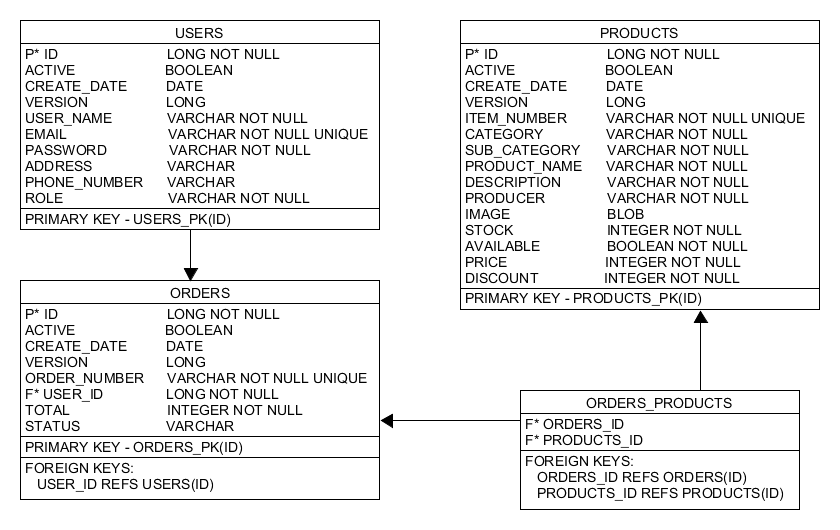 USERS
P* ID LONG NOT NULL
ACTIVE BOOLEAN
CREATE_DATE DATE
VERSION LONG
USER_NAME VARCHAR NOT NULL
EMAIL VARCHAR NOT NULL UNIQUE
PASSWORD VARCHAR NOT NULL
ADDRESS VARCHAR
PHONE_NUMBER VARCHAR
ROLE VARCHAR NOT NULL
PRIMARY KEY - USERS_PK(ID)
PRODUCTS
P* ID LONG NOT NULL
ACTIVE BOOLEAN
CREATE_DATE DATE
VERSION LONG
ITEM_NUMBER VARCHAR NOT NULL UNIQUE
CATEGORY VARCHAR NOT NULL
SUB_CATEGORY VARCHAR NOT NULL
PRODUCT_NAME VARCHAR NOT NULL
DESCRIPTION VARCHAR NOT NULL
PRODUCER VARCHAR NOT NULL
IMAGE BLOB
STOCK INTEGER NOT NULL
AVAILABLE BOOLEAN NOT NULL
PRICE INTEGER NOT NULL
DISCOUNT INTEGER NOT NULL
PRIMARY KEY - PRODUCTS_PK(ID)
ORDERS
P* ID LONG NOT NULL
ACTIVE BOOLEAN
CREATE_DATE DATE
VERSION LONG
ORDER_NUMBER VARCHAR NOT NULL UNIQUE
F* USER_ID LONG NOT NULL
TOTAL INTEGER NOT NULL
STATUS VARCHAR
PRIMARY KEY - ORDERS_PK(ID)
FOREIGN KEYS:
USER_ID REFS USERS(ID)
ORDERS_PRODUCTS
F* ORDERS_ID
F* PRODUCTS_ID
FOREIGN KEYS:
ORDERS_ID REFS ORDERS(ID)
PRODUCTS_ID REFS PRODUCTS(ID)